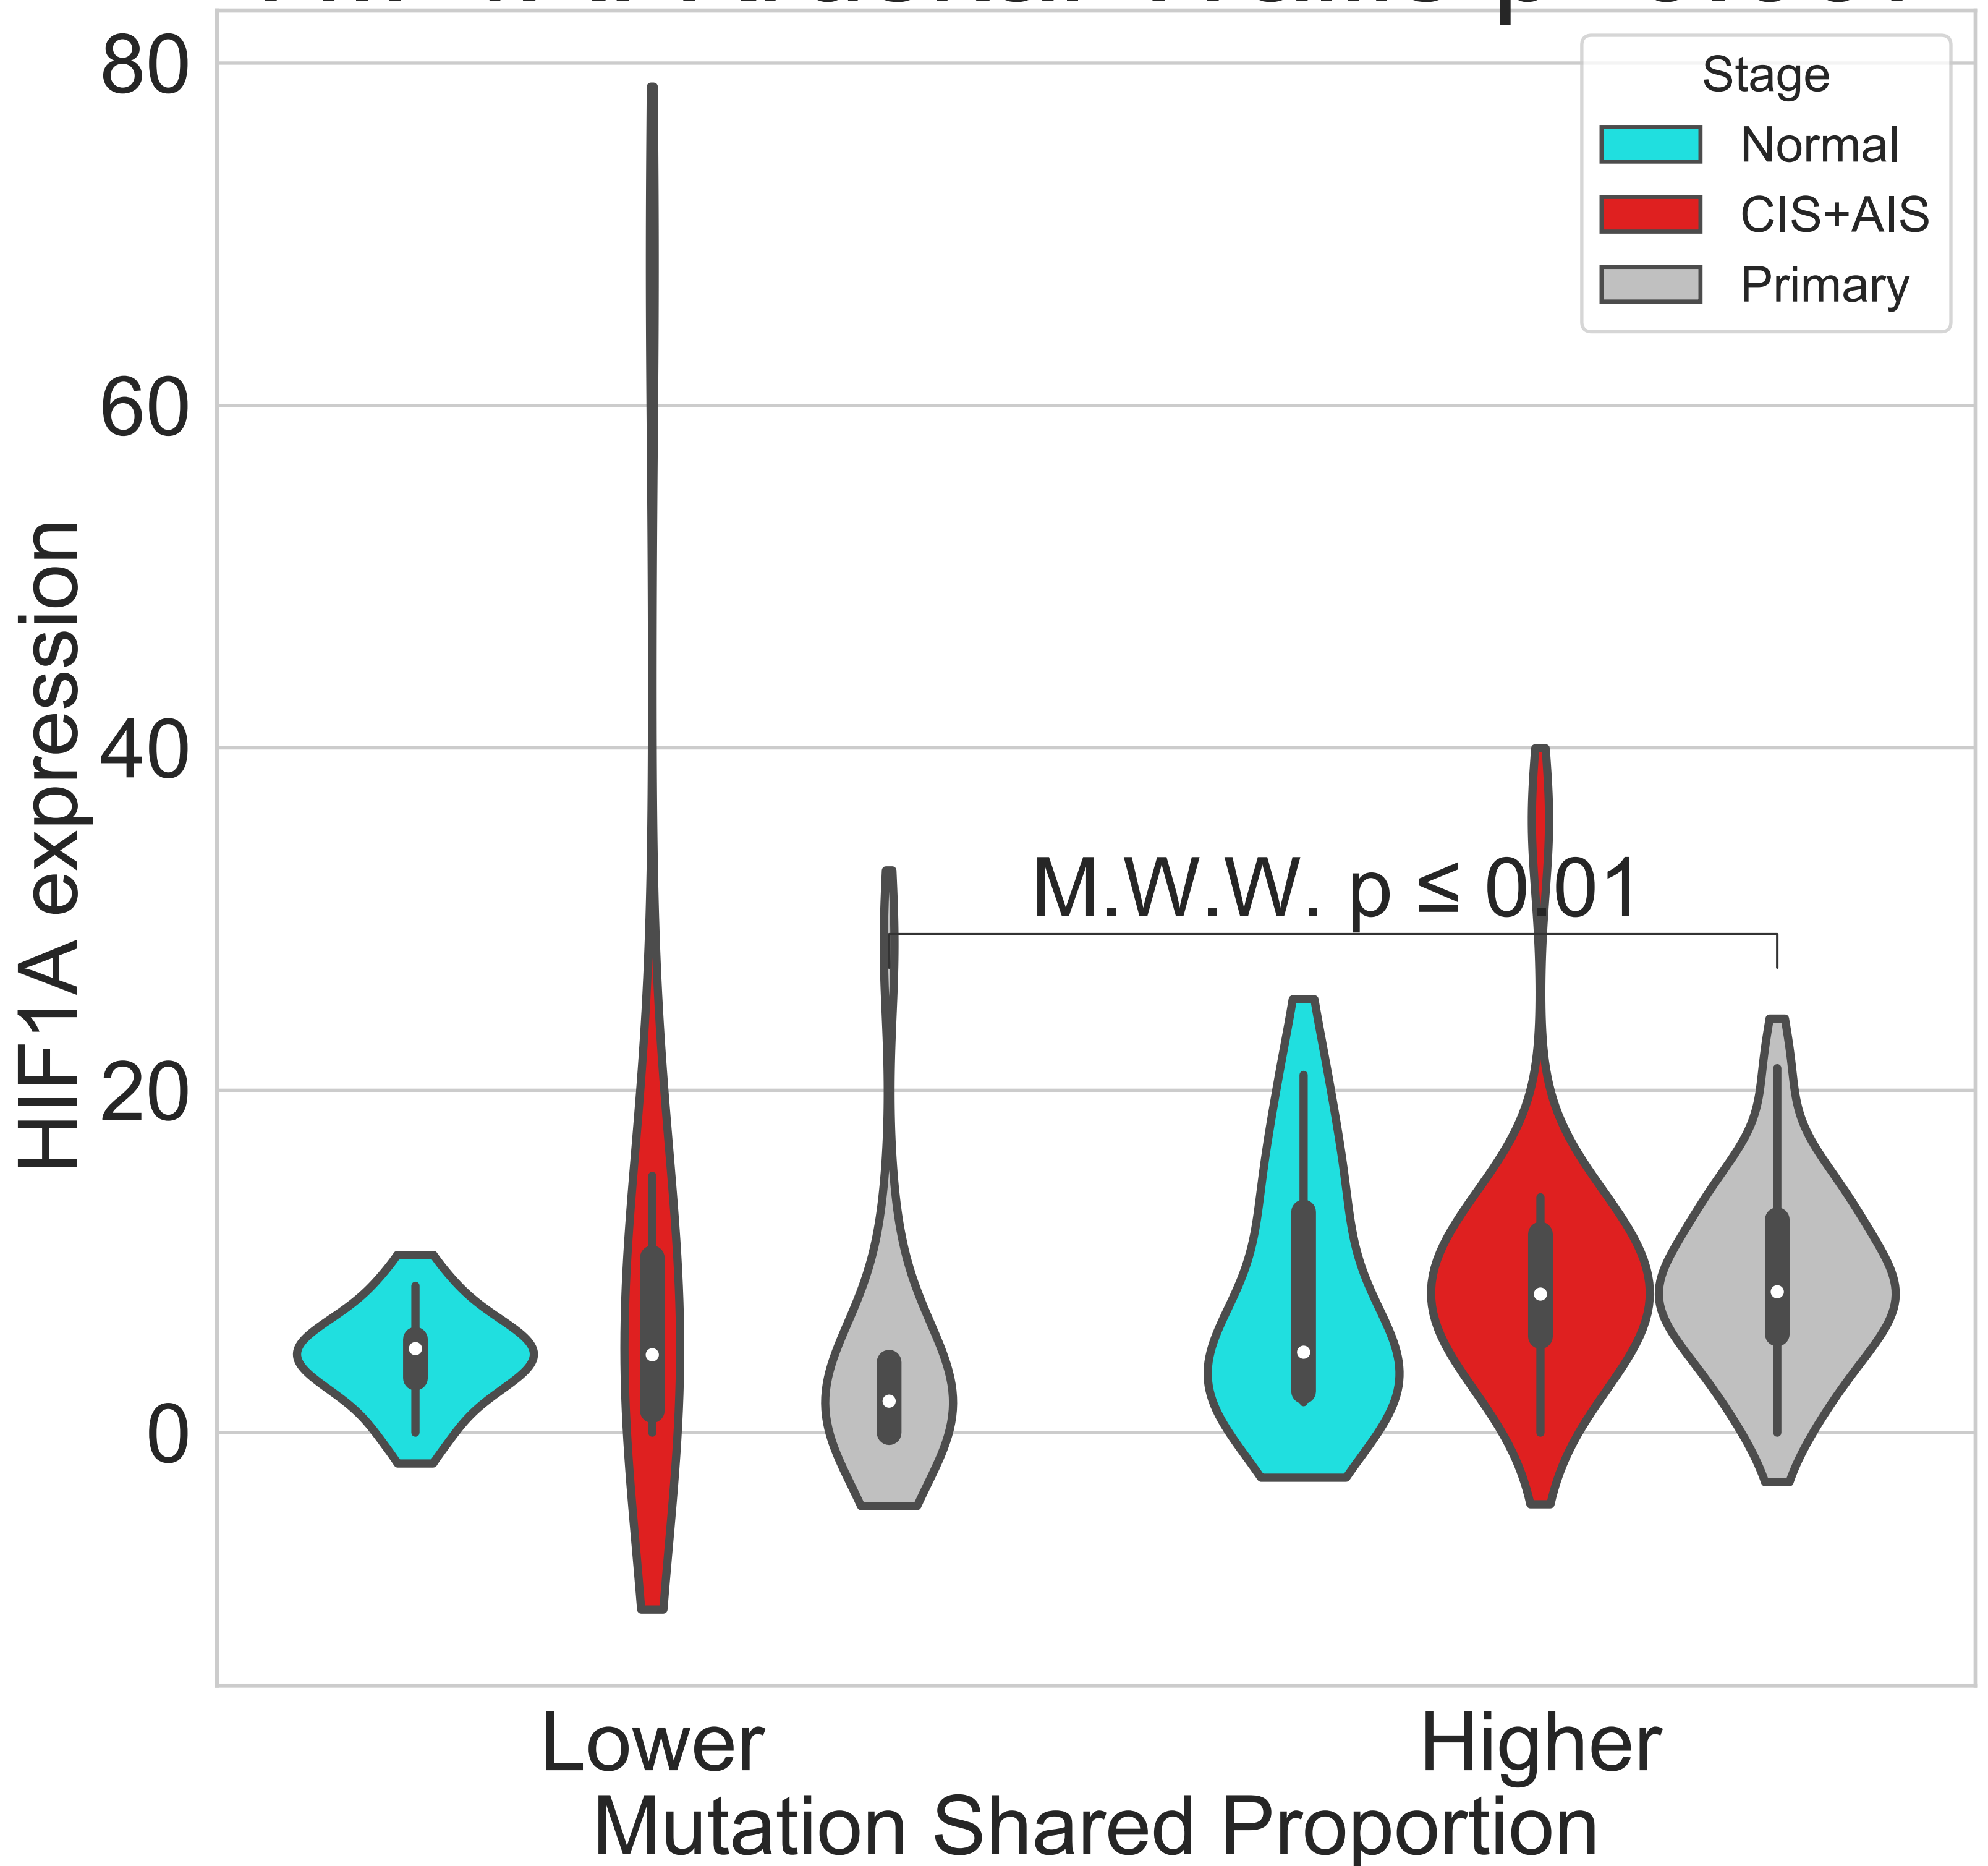 80
60
40
20
0
HIF1A expression
Stage
Normal
CIS+AIS
Primary
M.W.W. p ≤ 0.01
Lower
Higher
Mutation Shared Proportion